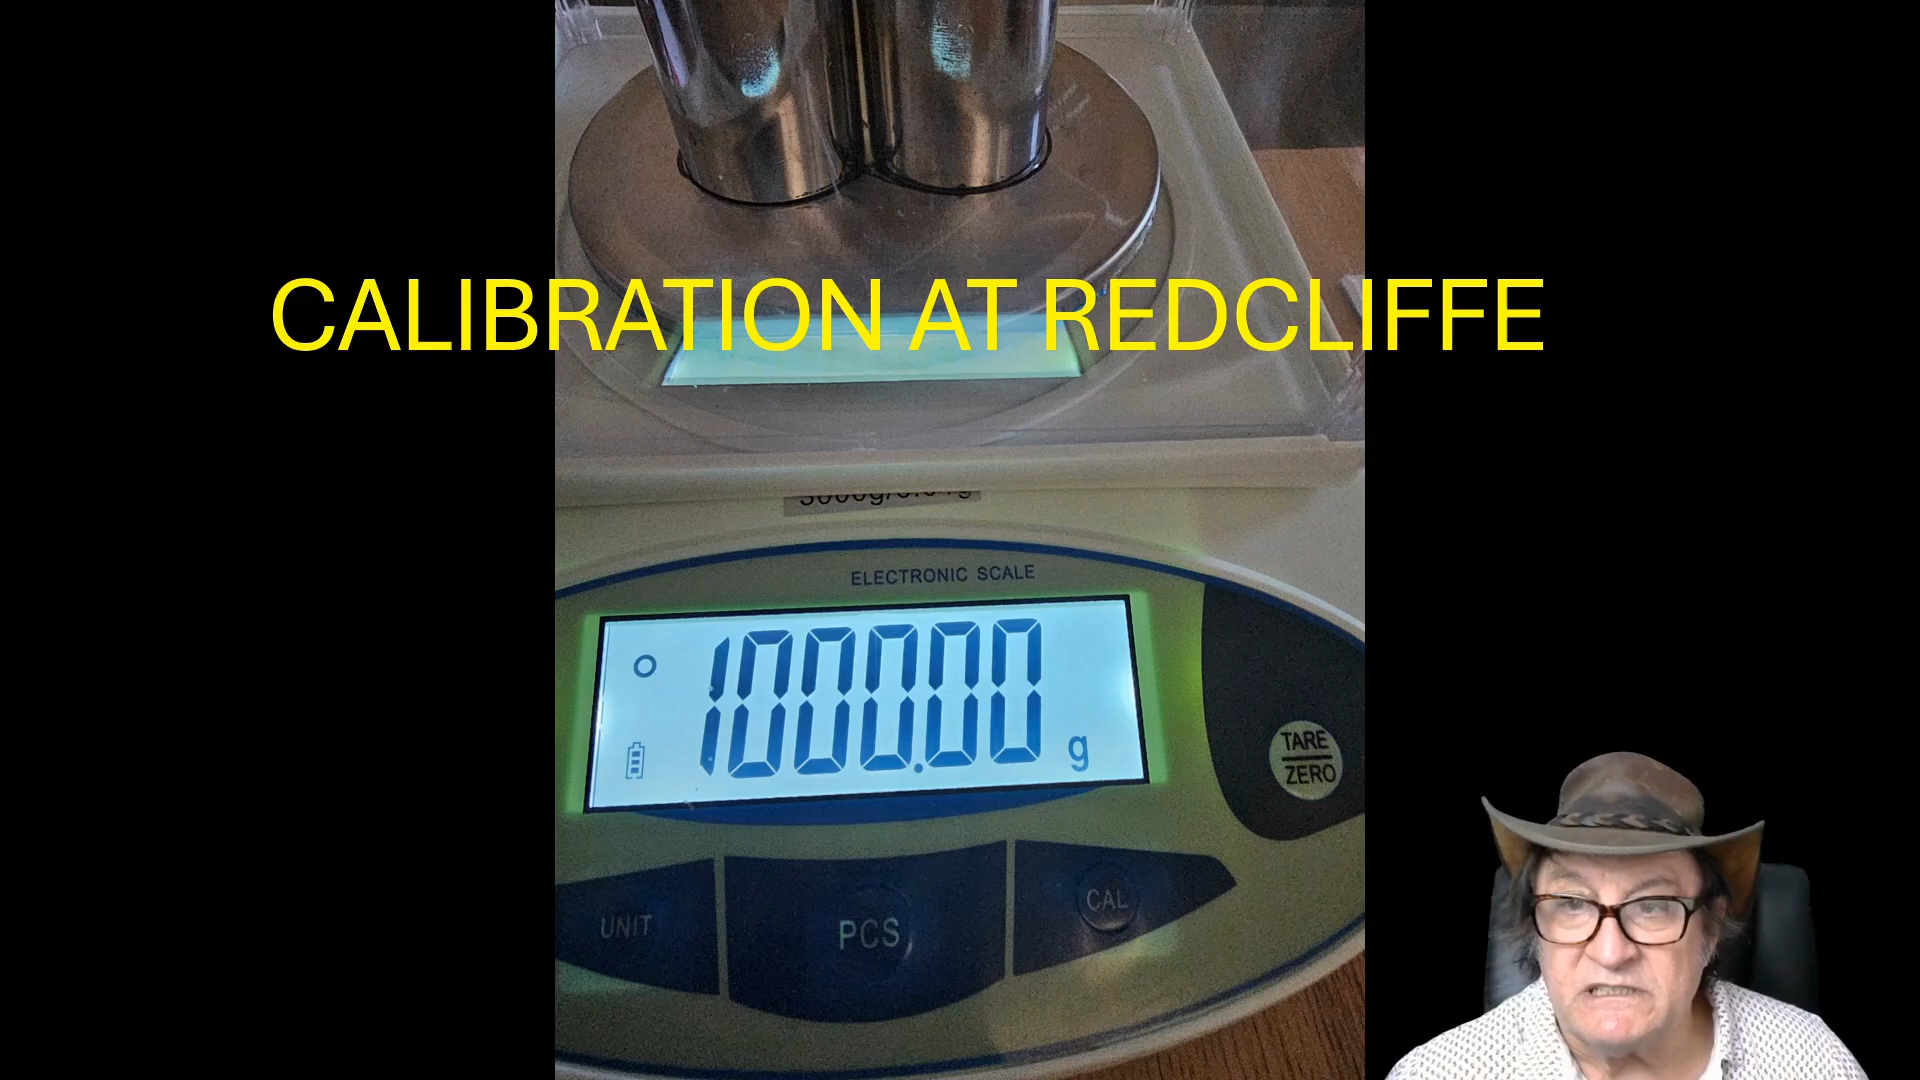 CALIBRATION AT REDCLIFFE
ELECTRONIC SCALE
1000.00 g
TARE
ZERO
UNIT
PCS
CAL